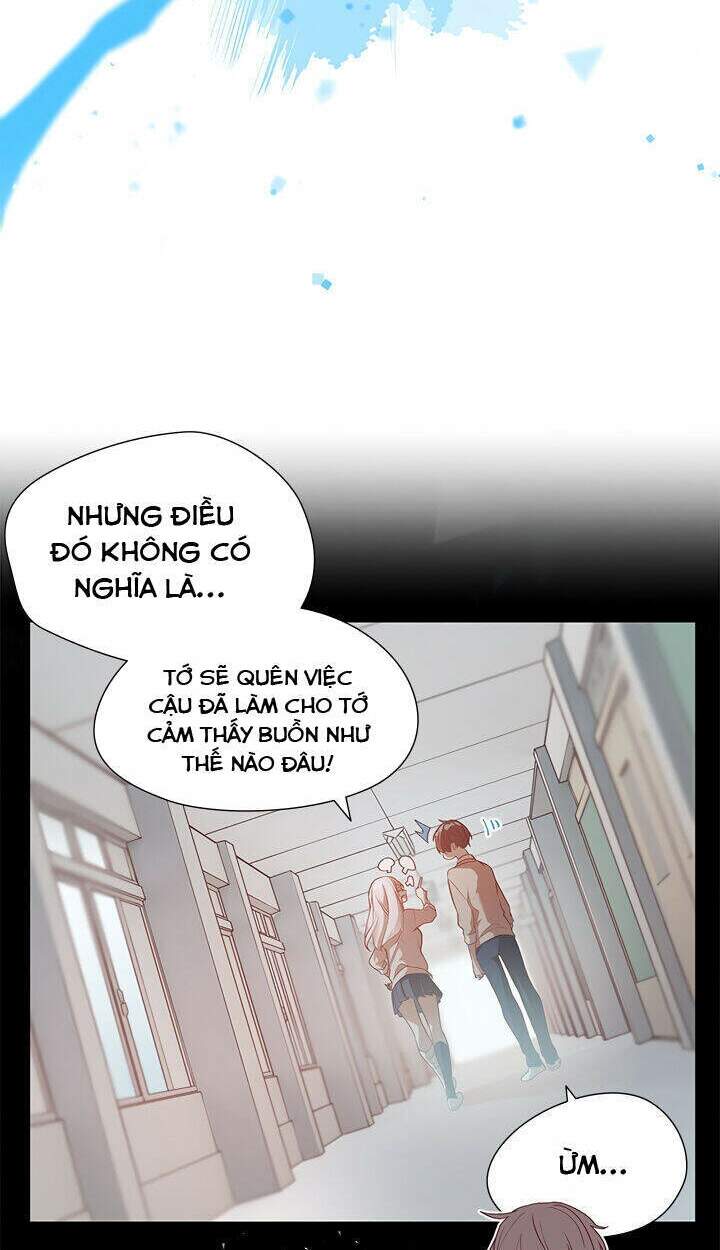 NHƯNG ĐIỀU
ĐÓ KHÔNG CÓ
NGHĨA LÀ...
TỚ SẼ QUÊN VIỆC
CẬU ĐÃ LÀM CHO TỚ
CẢM THẤY BUỒN NHƯ
THẾ NÀO ĐÂU!
ỪM...